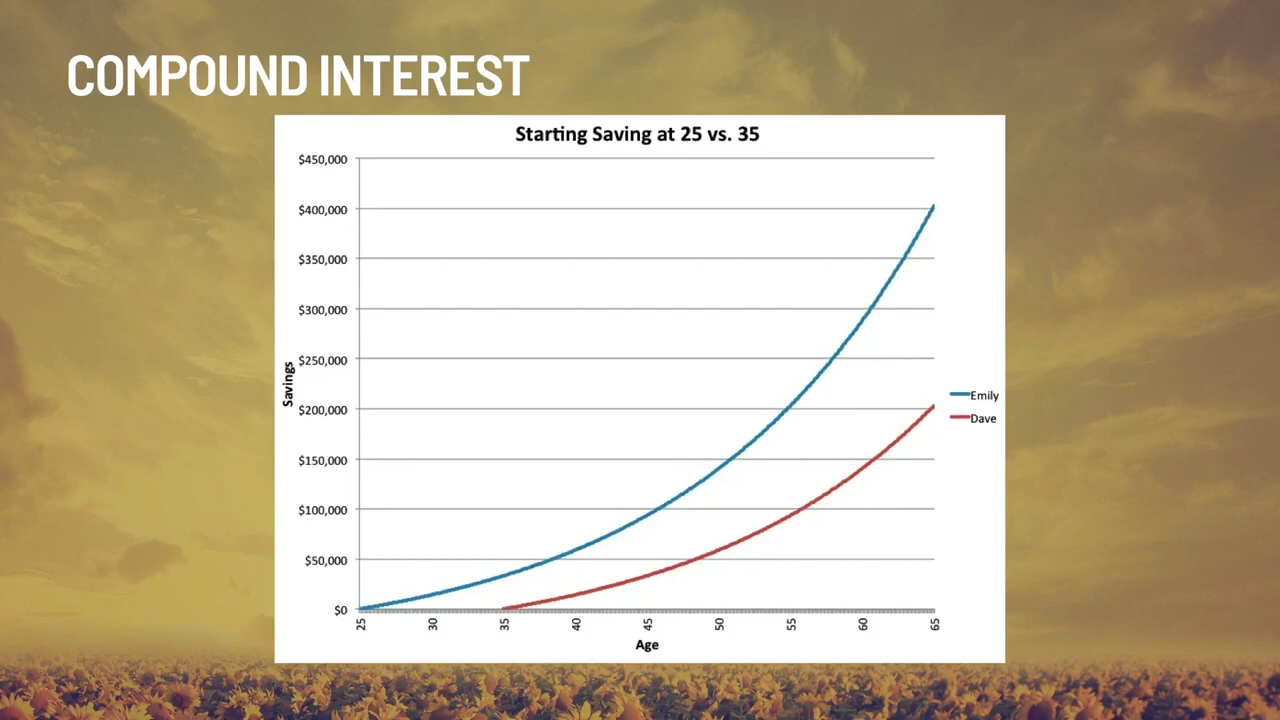 COMPOUND INTEREST
Starting Saving at 25 vs. 35
$450,000
$400,000
$350,000
$300,000
$250,000
$200,000
$150,000
$100,000
$50,000
$0
Savings
25 30 35 40 45 50 55 60 65
Age
Emily
Dave